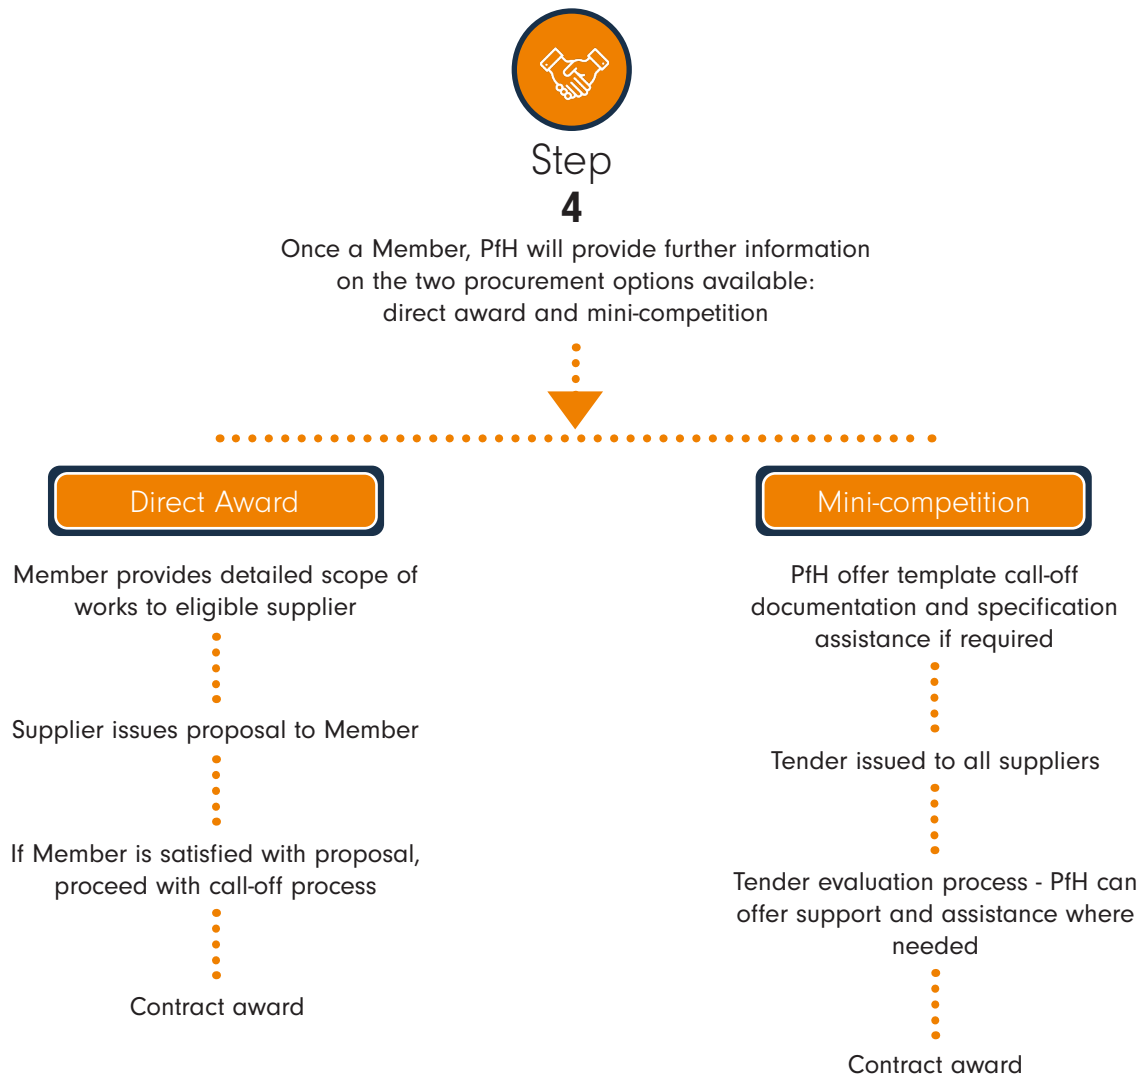 Step
4
Once a Member, PfH will provide further information
on the two procurement options available:
direct award and mini-competition
Direct Award
Member provides detailed scope of
works to eligible supplier
Supplier issues proposal to Member
If Member is satisfied with proposal,
proceed with call-off process
Contract award
Mini-competition
PfH offer template call-off
documentation and specification
assistance if required
Tender issued to all suppliers
Tender evaluation process - PfH can
offer support and assistance where
needed
Contract award